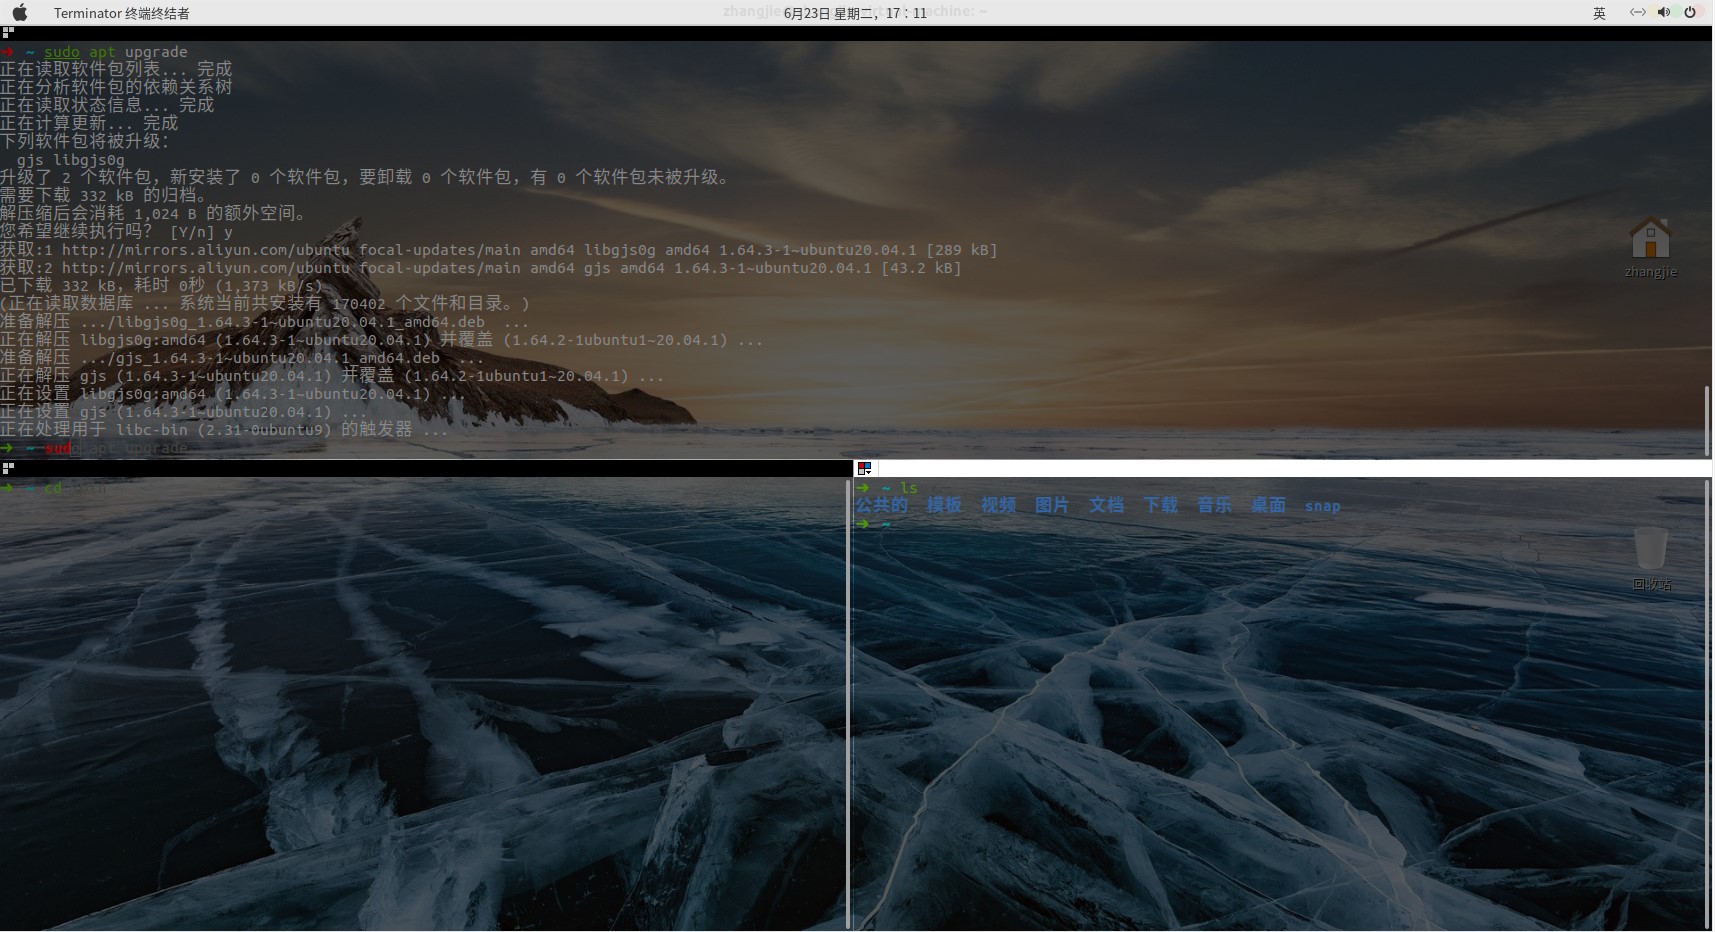 Terminator 终端终结者
zhangjie
6月23日 星期二，17：11
machine: ~
英
➜ ~ sudo apt upgrade
正在读取软件包列表... 完成
正在分析软件包的依赖关系树
正在读取状态信息... 完成
正在计算更新... 完成
下列软件包将被升级：
gjs libgjs0g
升级了 2 个软件包，新安装了 0 个软件包，要卸载 0 个软件包，有 0 个软件包未被升级。
需要下载 332 kB 的归档。
解压缩后会消耗 1,024 B 的额外空间。
您希望继续执行吗？ [Y/n] y
获取:1 http://mirrors.aliyun.com/ubuntu focal-updates/main amd64 libgjs0g amd64 1.64.3-1~ubuntu20.04.1 [289 kB]
获取:2 http://mirrors.aliyun.com/ubuntu focal-updates/main amd64 gjs amd64 1.64.3-1~ubuntu20.04.1 [43.2 kB]
已下载 332 kB，耗时 0秒 (1,373 kB/s)
(正在读取数据库 ... 系统当前共安装有 170402 个文件和目录。)
准备解压 .../libgjs0g_1.64.3-1~ubuntu20.04.1_amd64.deb ...
正在解压 libgjs0g:amd64 (1.64.3-1~ubuntu20.04.1) 并覆盖 (1.64.2-1ubuntu1~20.04.1) ...
准备解压 .../gjs_1.64.3-1~ubuntu20.04.1_amd64.deb ...
正在解压 gjs (1.64.3-1~ubuntu20.04.1) 并覆盖 (1.64.2-1ubuntu1~20.04.1) ...
正在设置 libgjs0g:amd64 (1.64.3-1~ubuntu20.04.1) ...
正在设置 gjs (1.64.3-1~ubuntu20.04.1) ...
正在处理用于 libc-bin (2.31-0ubuntu9) 的触发器 ...
➜ ~ sudo apt upgrade
zhangjie
➜ ~ cd
➜ ~ ls
公共的 模板 视频 图片 文档 下载 音乐 桌面 snap
➜ ~
回收站